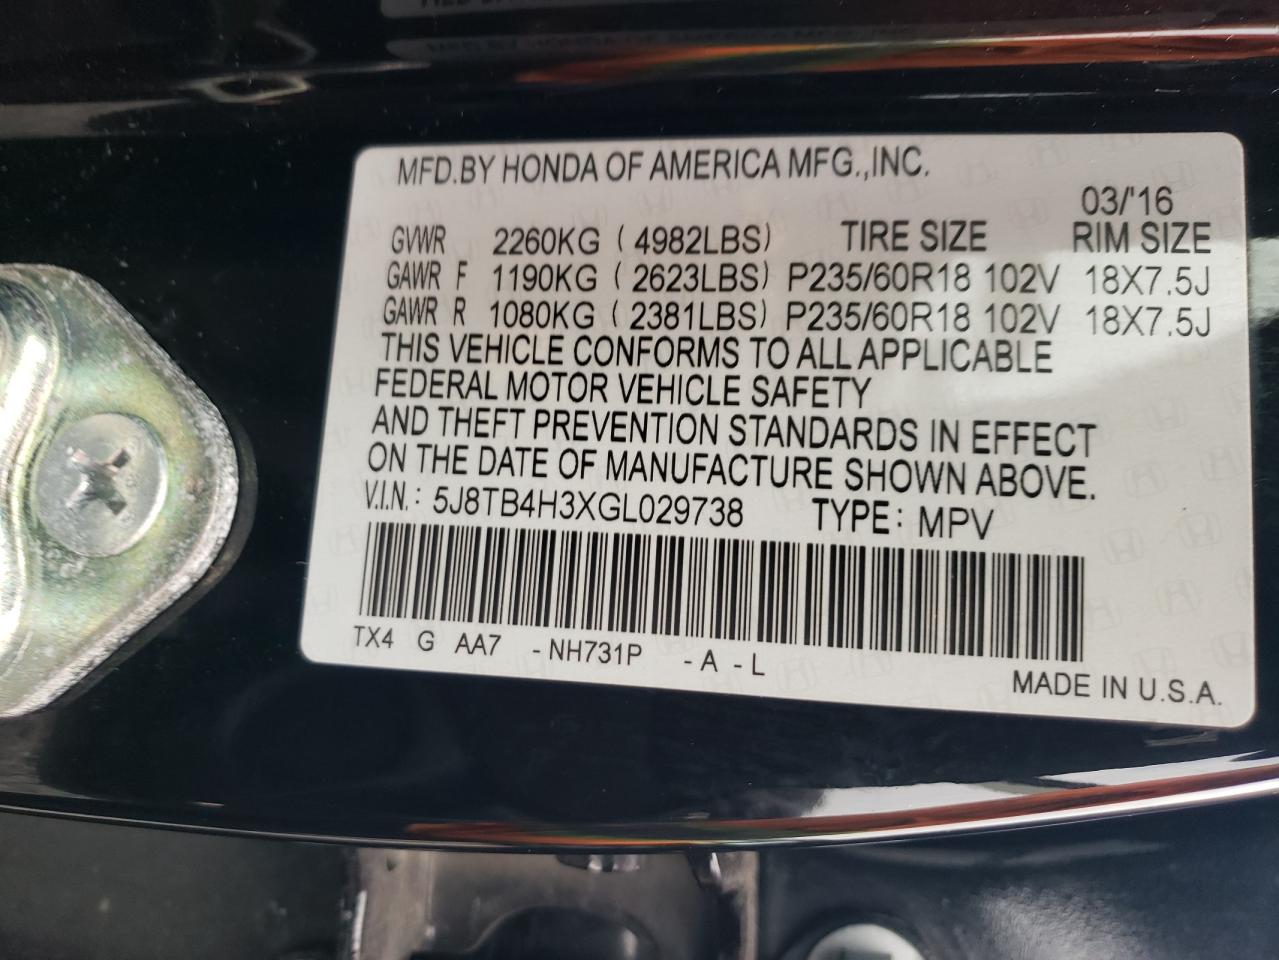 MFD.BY HONDA OF AMERICA MFG.,INC.
03/'16
GVWR 2260KG ( 4982LBS) TIRE SIZE RIM SIZE
GAWR F 1190KG ( 2623LBS) P235/60R18 102V 18X7.5J
GAWR R 1080KG ( 2381LBS) P235/60R18 102V 18X7.5J
THIS VEHICLE CONFORMS TO ALL APPLICABLE
FEDERAL MOTOR VEHICLE SAFETY
AND THEFT PREVENTION STANDARDS IN EFFECT
ON THE DATE OF MANUFACTURE SHOWN ABOVE.
V.I.N.: 5J8TB4H3XGL029738 TYPE: MPV
TX4 G AA7 - NH731P - A - L
MADE IN U.S.A.